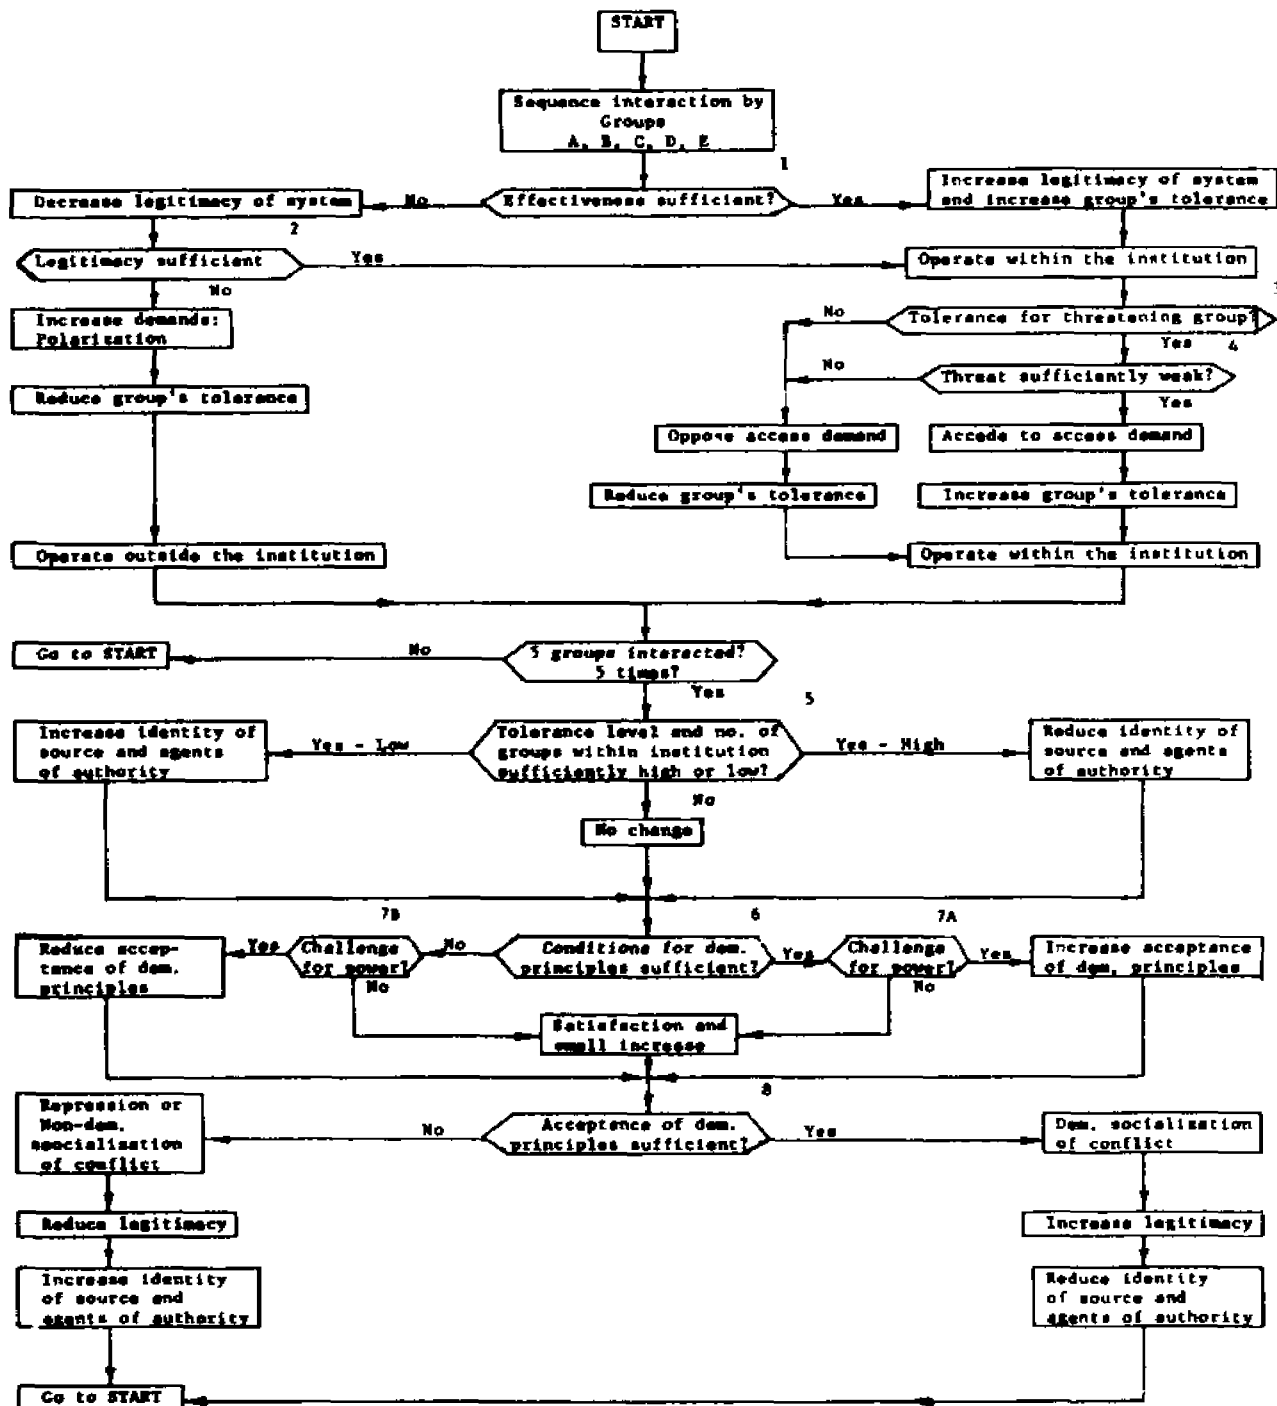 START
Sequence interaction by
Groups
A, B, C, D, E
1
Decrease legitimacy of system
No
Effectiveness sufficient?
Yes
Increase legitimacy of system
and increase group's tolerance
2
Legitimacy sufficient
Yes
Operate within the institution
No
3
Increase demands:
Polarization
No
Tolerance for threatening group?
Yes
4
No
Threat sufficiently weak?
Yes
Reduce group's tolerance
Oppose access demand
Accede to access demand
Reduce group's tolerance
Increase group's tolerance
Operate outside the institution
Operate within the institution
Go to START
No
5 groups interacted?
5 times?
Yes
5
Increase identity of
source and agents
of authority
Yes - Low
Tolerance level and no. of
groups within institution
sufficiently high or low?
Yes - High
Reduce identity of
source and agents
of authority
No
No change
7B
6
7A
Reduce accep-
tance of dem.
principles
Yes
Challenge
for power?
No
No
Conditions for dem.
principles sufficient?
Yes
Challenge
for power?
No
Yes
Increase acceptance
of dem. principles
Satisfaction and
small increase
8
Repression or
Non-dem.
socialization
of conflict
No
Acceptance of dem.
principles sufficient?
Yes
Dem. socialization
of conflict
Reduce legitimacy
Increase legitimacy
Increase identity
of source and
agents of authority
Reduce identity
of source and
agents of authority
Go to START